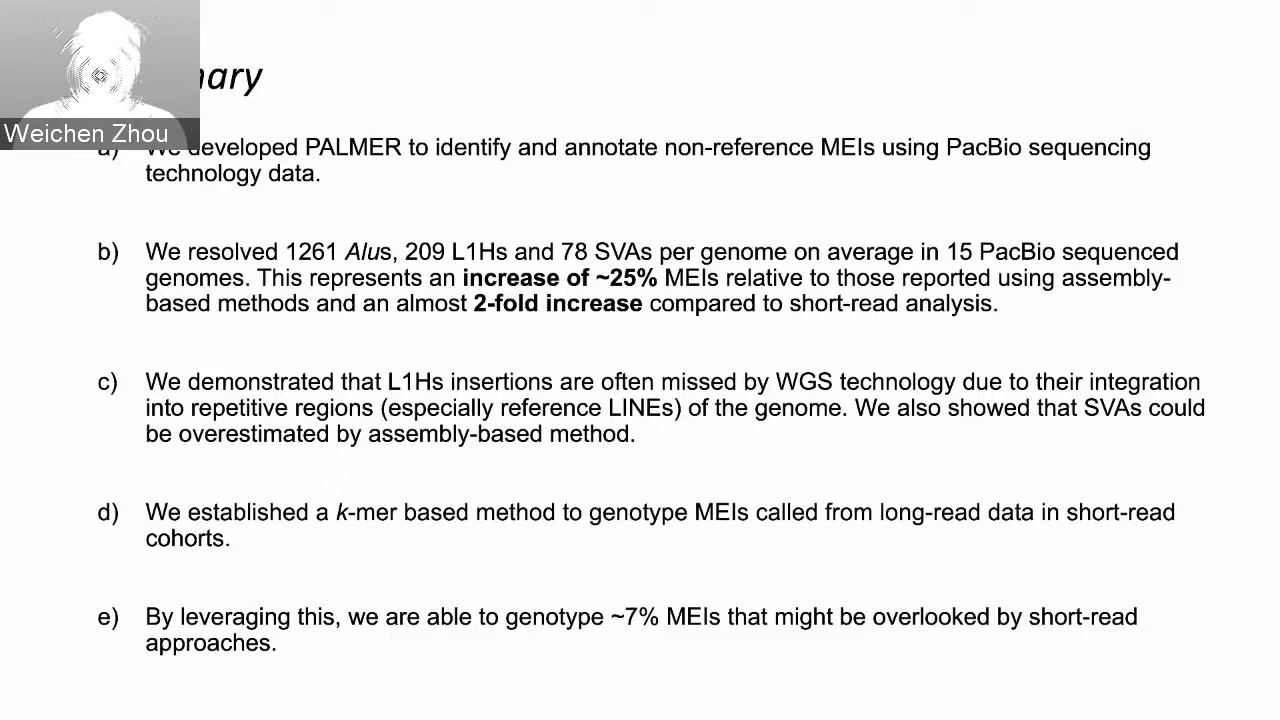 Weichen Zhou
a) We developed PALMER to identify and annotate non-reference MEIs using PacBio sequencing
technology data.
b) We resolved 1261 Alus, 209 L1Hs and 78 SVAs per genome on average in 15 PacBio sequenced
genomes. This represents an increase of ~25% MEIs relative to those reported using assembly-
based methods and an almost 2-fold increase compared to short-read analysis.
c) We demonstrated that L1Hs insertions are often missed by WGS technology due to their integration
into repetitive regions (especially reference LINEs) of the genome. We also showed that SVAs could
be overestimated by assembly-based method.
d) We established a k-mer based method to genotype MEIs called from long-read data in short-read
cohorts.
e) By leveraging this, we are able to genotype ~7% MEIs that might be overlooked by short-read
approaches.